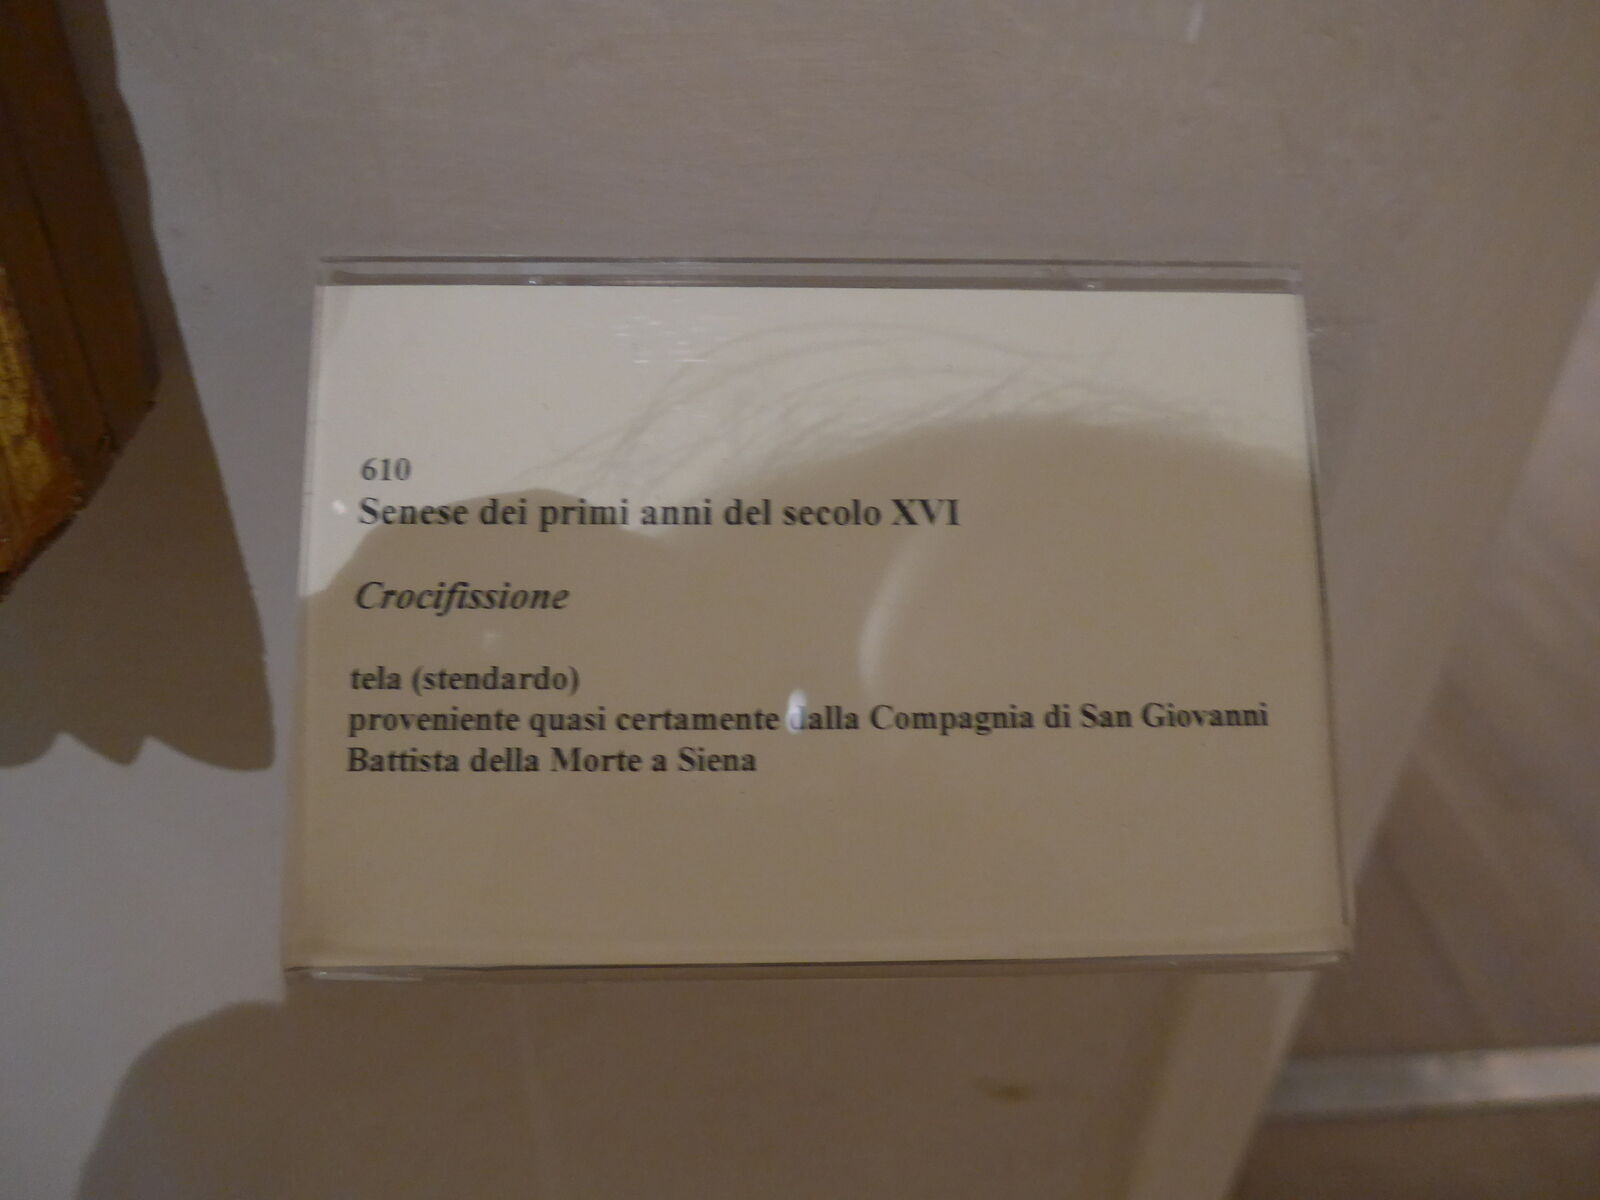 610
Senese dei primi anni del secolo XVI
Crocifissione
tela (stendardo)
proveniente quasi certamente dalla Compagnia di San Giovanni
Battista della Morte a Siena